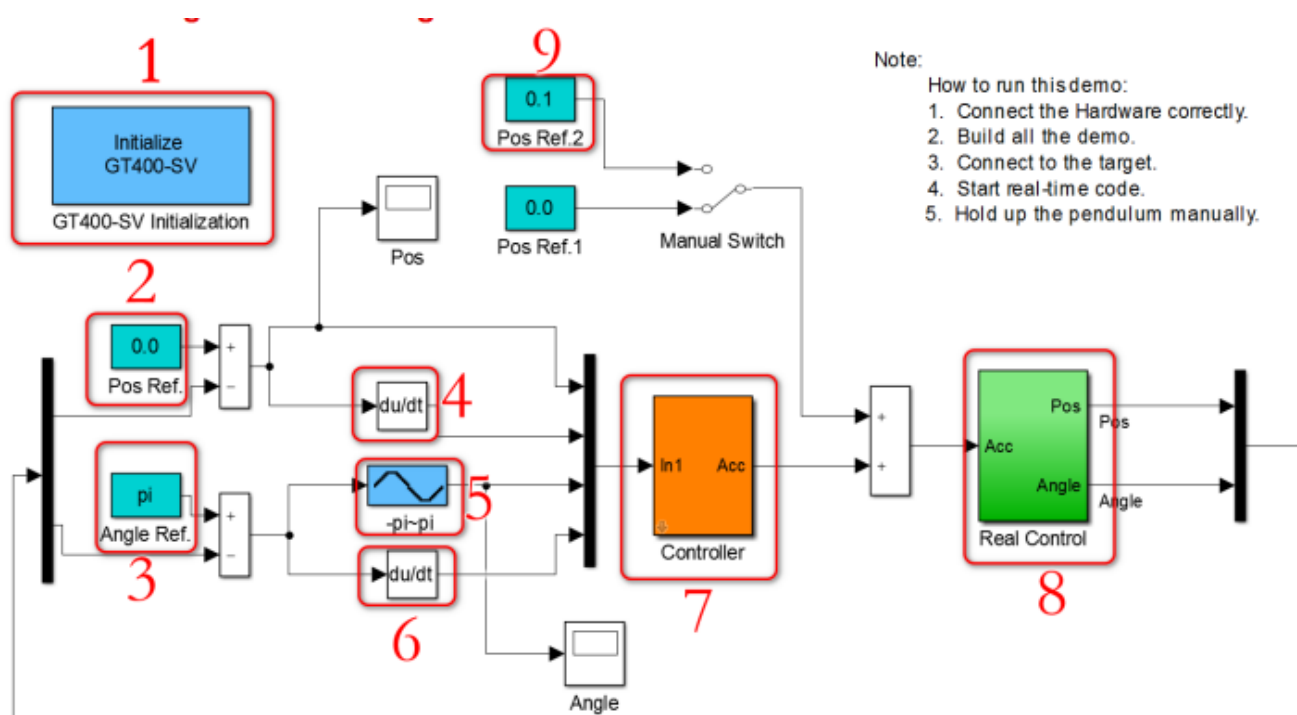 1
9
Note:
How to run this demo:
1. Connect the Hardware correctly.
2. Build all the demo.
3. Connect to the target.
4. Start real-time code.
5. Hold up the pendulum manually.
Initialize
GT400-SV
GT400-SV Initialization
0.1
Pos Ref.2
0.0
Pos Ref.1
Manual Switch
Pos
2
0.0
Pos Ref.
+
−
du/dt
4
pi
Angle Ref.
+
−
3
-pi~pi
5
du/dt
6
Angle
In1
Acc
Controller
7
+
+
Acc
Pos
Angle
Real Control
8
Pos
Angle